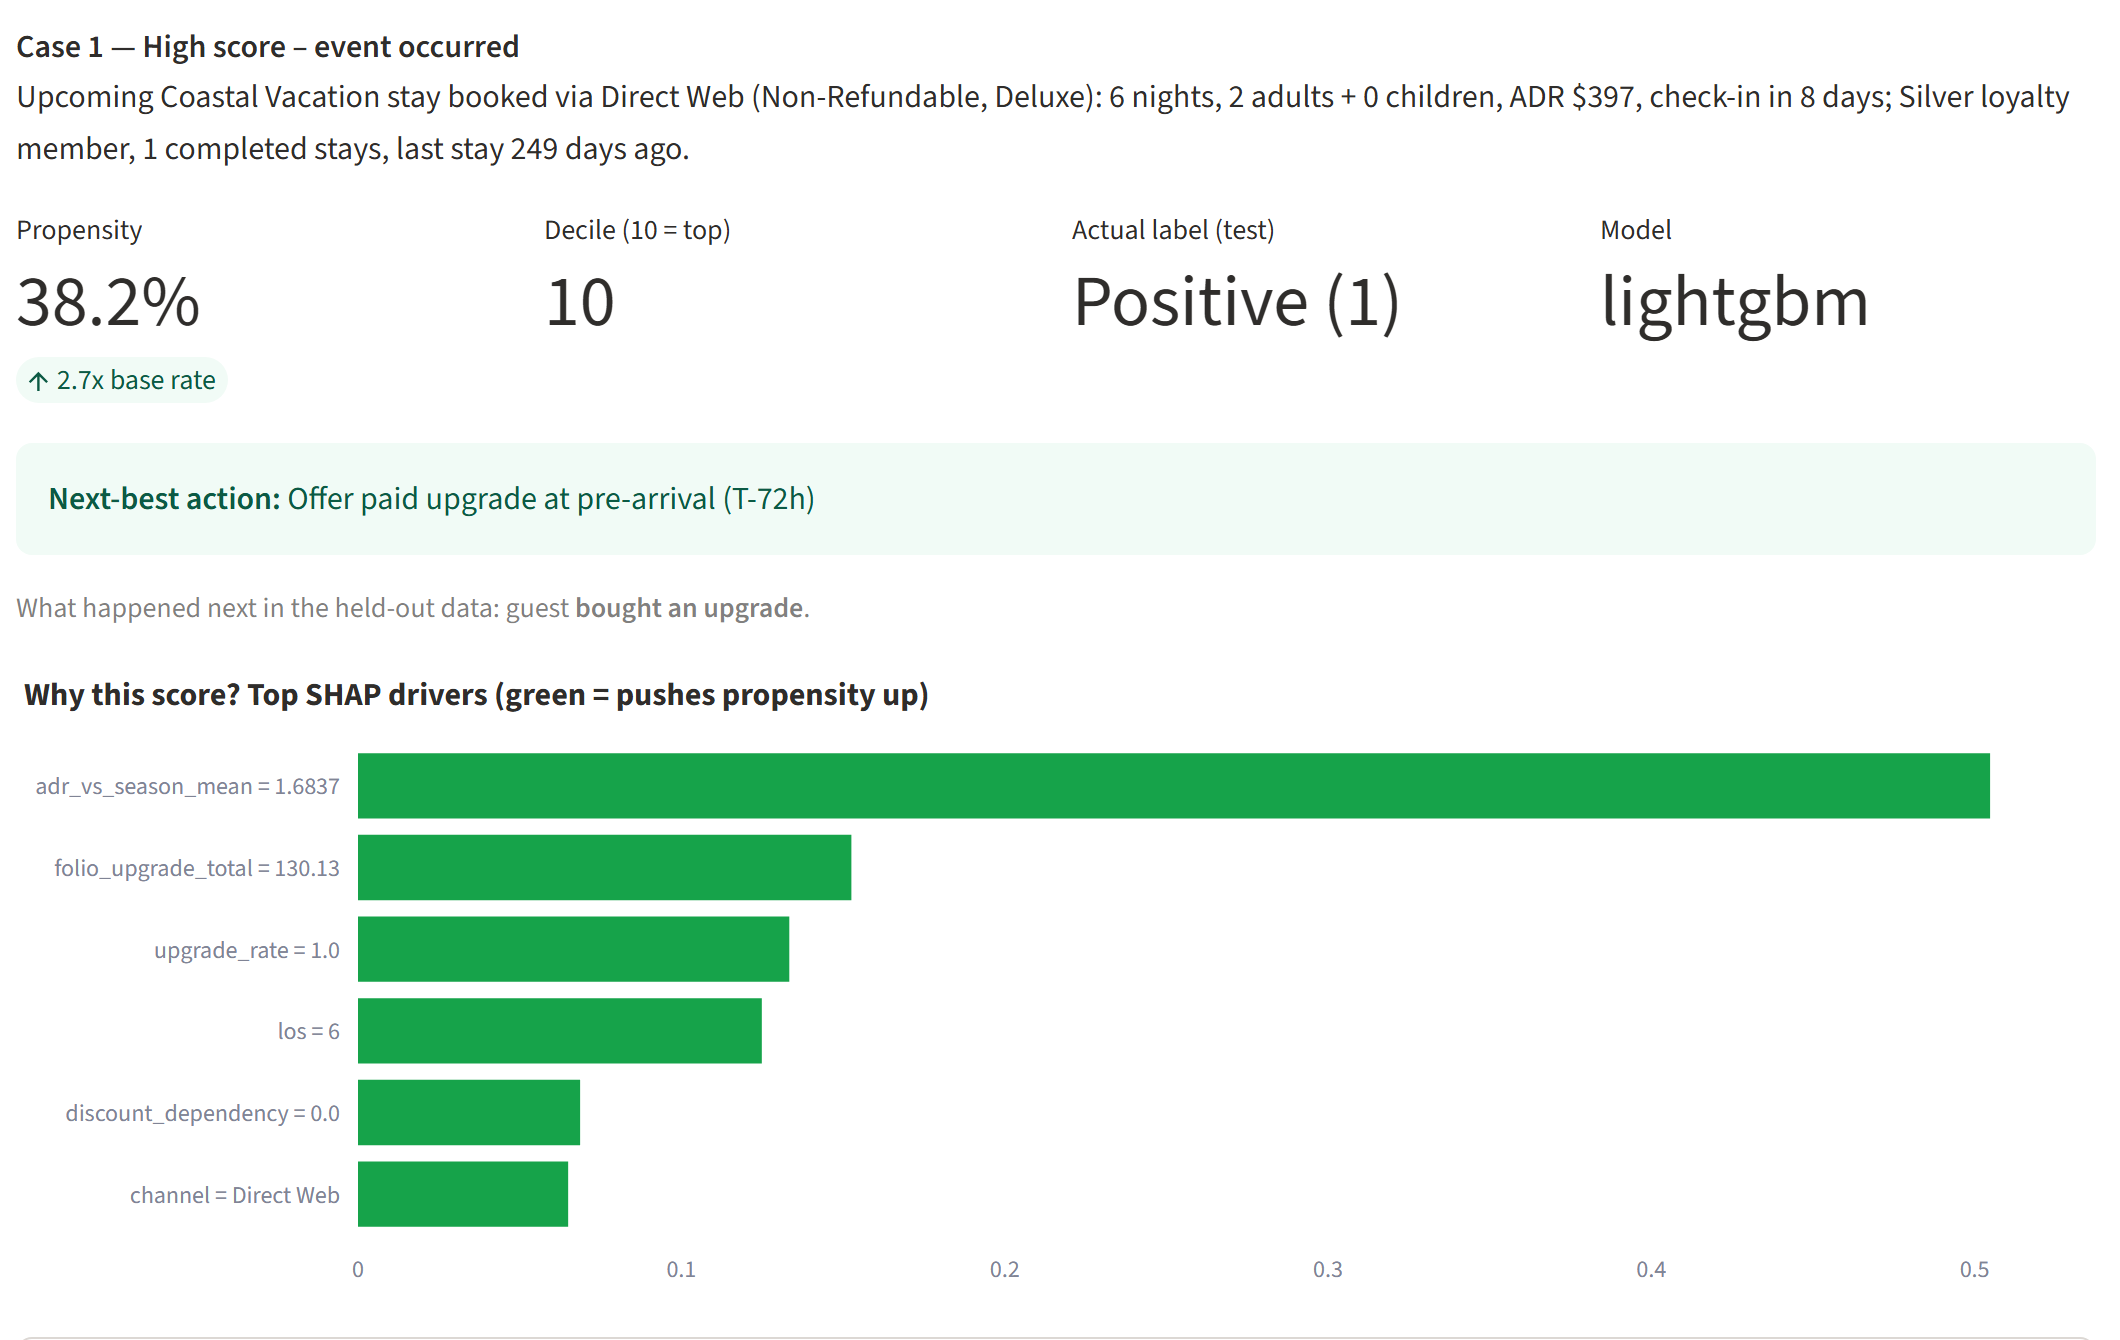 Case 1 — High score – event occurred
Upcoming Coastal Vacation stay booked via Direct Web (Non-Refundable, Deluxe): 6 nights, 2 adults + 0 children, ADR $397, check-in in 8 days; Silver loyalty
member, 1 completed stays, last stay 249 days ago.
Propensity Decile (10 = top) Actual label (test) Model
38.2% 10 Positive (1) lightgbm
↑ 2.7x base rate
Next-best action: Offer paid upgrade at pre-arrival (T-72h)
What happened next in the held-out data: guest bought an upgrade.
Why this score? Top SHAP drivers (green = pushes propensity up)
adr_vs_season_mean = 1.6837
folio_upgrade_total = 130.13
upgrade_rate = 1.0
los = 6
discount_dependency = 0.0
channel = Direct Web
0 0.1 0.2 0.3 0.4 0.5